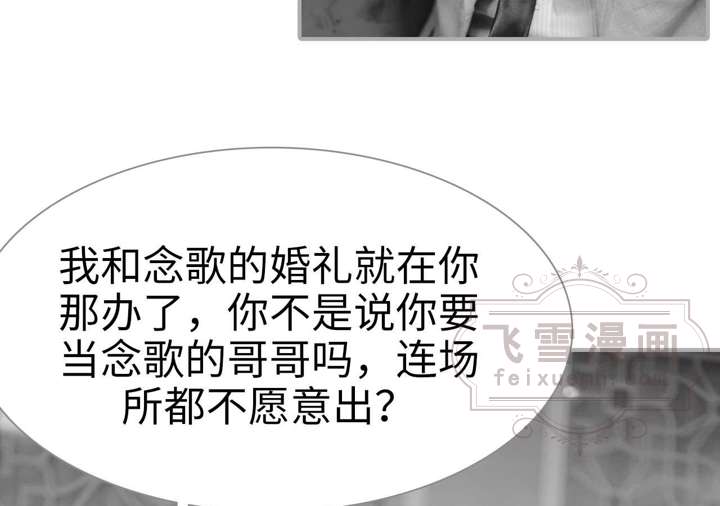 我和念歌的婚礼就在你
那办了，你不是说你要
当念歌的哥哥吗，连场
所都不愿意出？
飞雪漫画